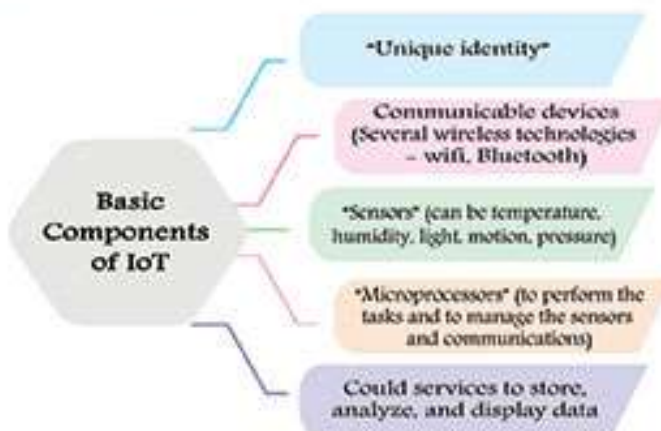 Basic
Components
of IoT
"Unique identity"
Communicable devices
(Several wireless technologies
– wifi, Bluetooth)
"Sensors" (can be temperature,
humidity, light, motion, pressure)
"Microprocessors" (to perform the
tasks and to manage the sensors
and communications)
Could services to store,
analyze, and display data